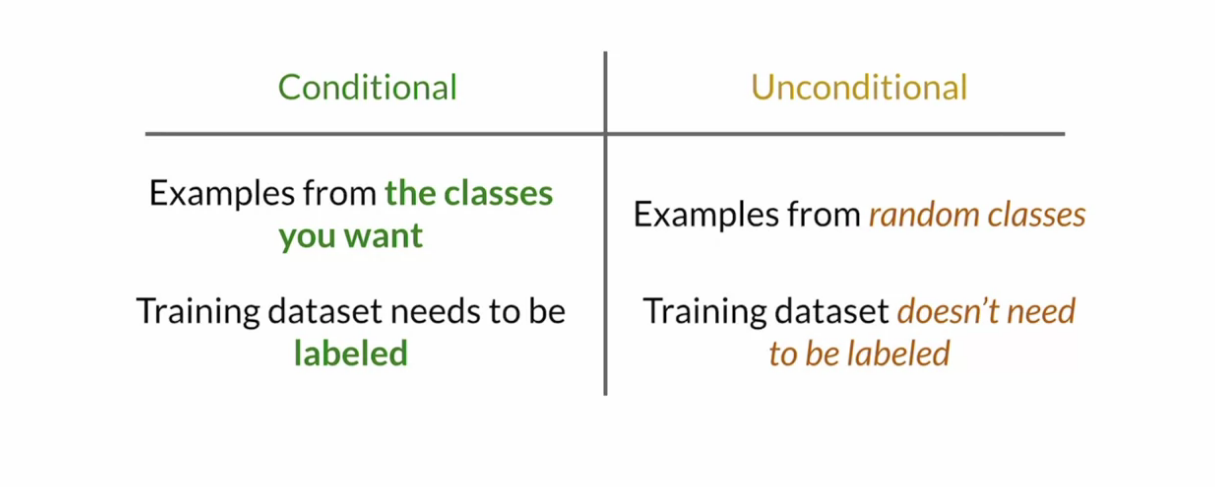 Conditional
Unconditional
Examples from the classes
you want
Examples from random classes
Training dataset needs to be
labeled
Training dataset doesn't need
to be labeled